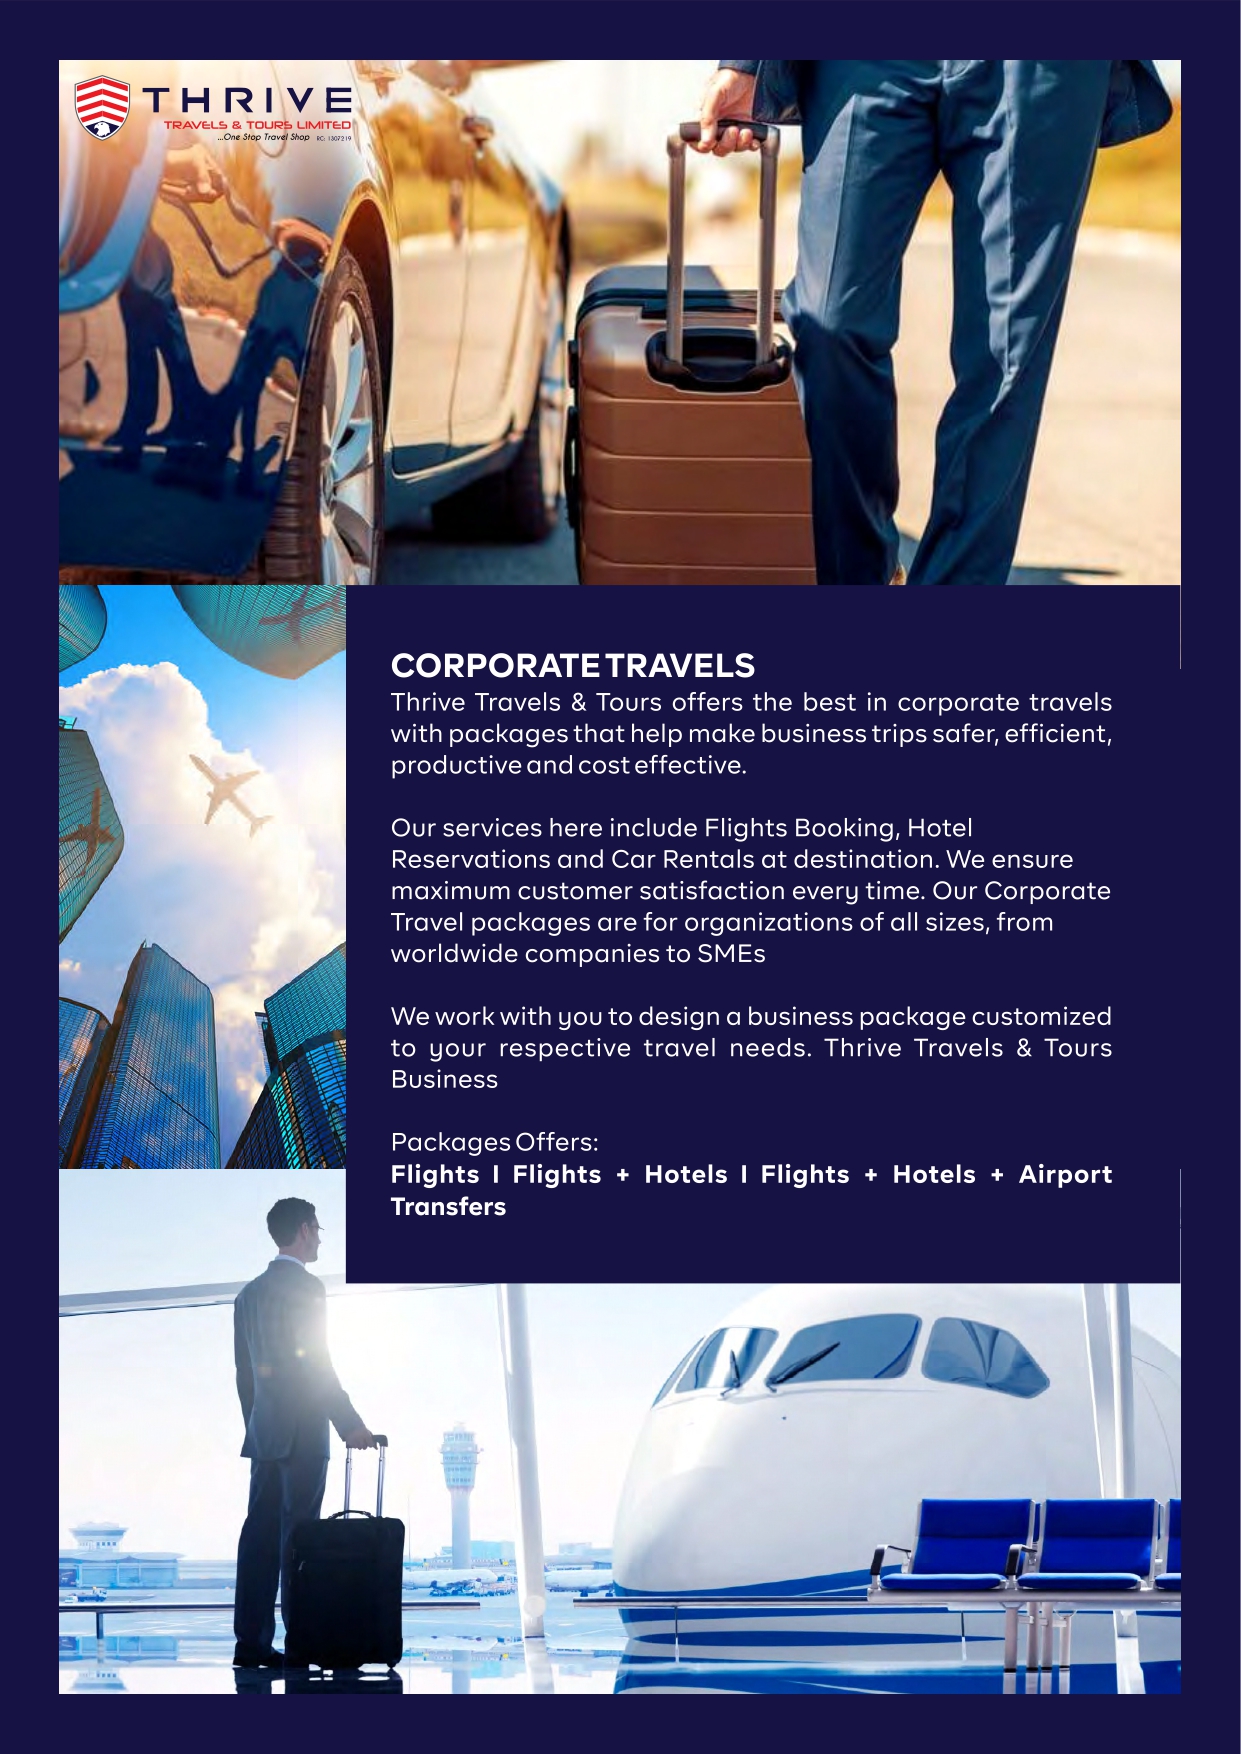 THRIVE
TRAVELS & TOURS LIMITED
...One Stop Travel Shop RC: 1307219
CORPORATE TRAVELS
Thrive Travels & Tours offers the best in corporate travels
with packages that help make business trips safer, efficient,
productive and cost effective.
Our services here include Flights Booking, Hotel
Reservations and Car Rentals at destination. We ensure
maximum customer satisfaction every time. Our Corporate
Travel packages are for organizations of all sizes, from
worldwide companies to SMEs
We work with you to design a business package customized
to your respective travel needs. Thrive Travels & Tours
Business
Packages Offers:
Flights I Flights + Hotels I Flights + Hotels + Airport
Transfers